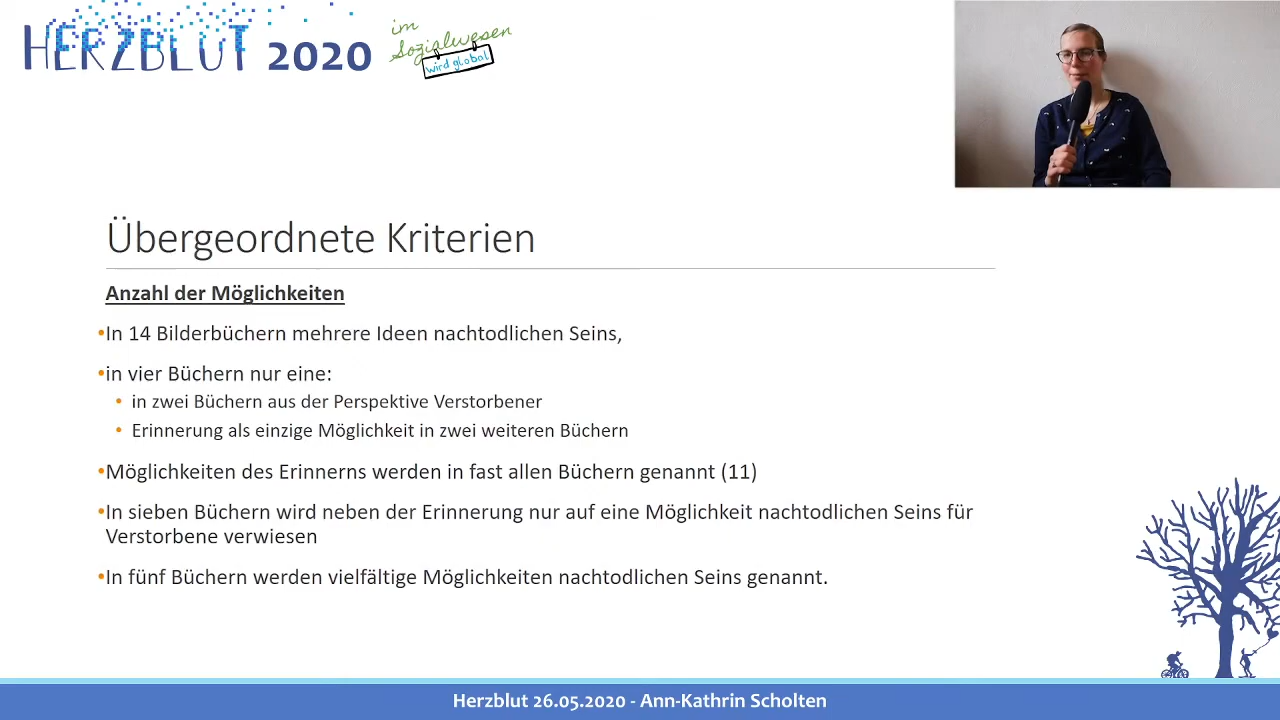 HERZBLUT 2020
im
Sozialwesen
wird global
Übergeordnete Kriterien
Anzahl der Möglichkeiten
•In 14 Bilderbüchern mehrere Ideen nachtodlichen Seins,
•in vier Büchern nur eine:
• in zwei Büchern aus der Perspektive Verstorbener
• Erinnerung als einzige Möglichkeit in zwei weiteren Büchern
•Möglichkeiten des Erinnerns werden in fast allen Büchern genannt (11)
•In sieben Büchern wird neben der Erinnerung nur auf eine Möglichkeit nachtodlichen Seins für
Verstorbene verwiesen
•In fünf Büchern werden vielfältige Möglichkeiten nachtodlichen Seins genannt.
Herzblut 26.05.2020 - Ann-Kathrin Scholten